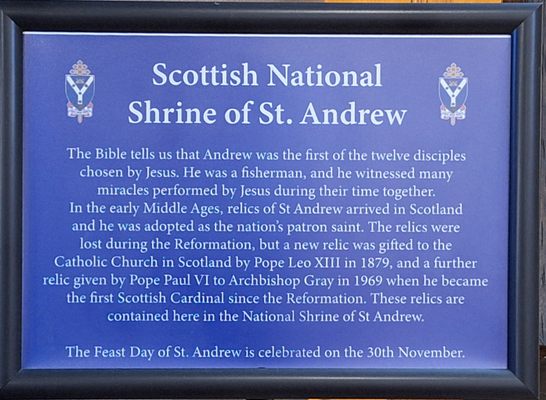 Scottish National
Shrine of St. Andrew
The Bible tells us that Andrew was the first of the twelve disciples
chosen by Jesus. He was a fisherman, and he witnessed many
miracles performed by Jesus during their time together.
In the early Middle Ages, relics of St Andrew arrived in Scotland
and he was adopted as the nation's patron saint. The relics were
lost during the Reformation, but a new relic was gifted to the
Catholic Church in Scotland by Pope Leo XIII in 1879, and a further
relic given by Pope Paul VI to Archbishop Gray in 1969 when he became
the first Scottish Cardinal since the Reformation. These relics are
contained here in the National Shrine of St Andrew.
The Feast Day of St. Andrew is celebrated on the 30th November.